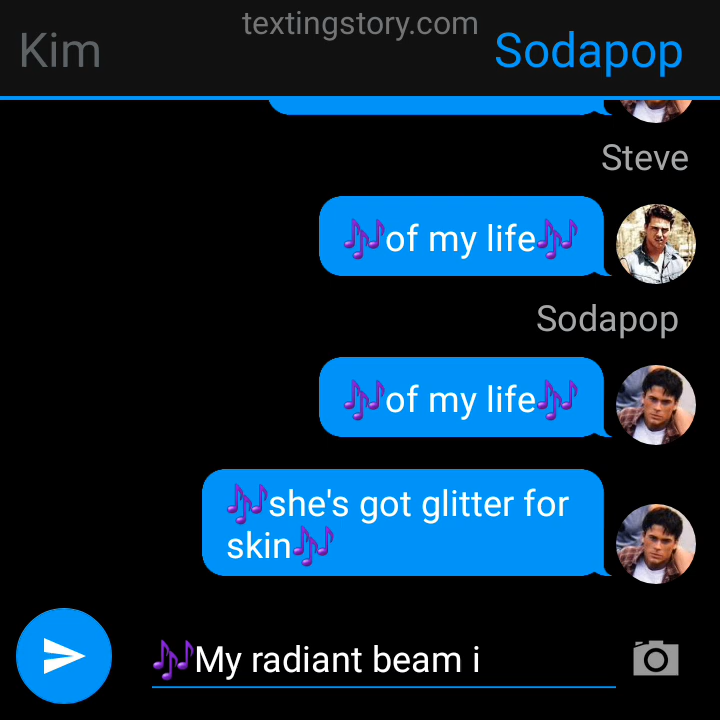 textingstory.com
Kim
Sodapop
Steve
🎶of my life🎶
Sodapop
🎶of my life🎶
🎶she's got glitter for
skin🎶
🎶My radiant beam i